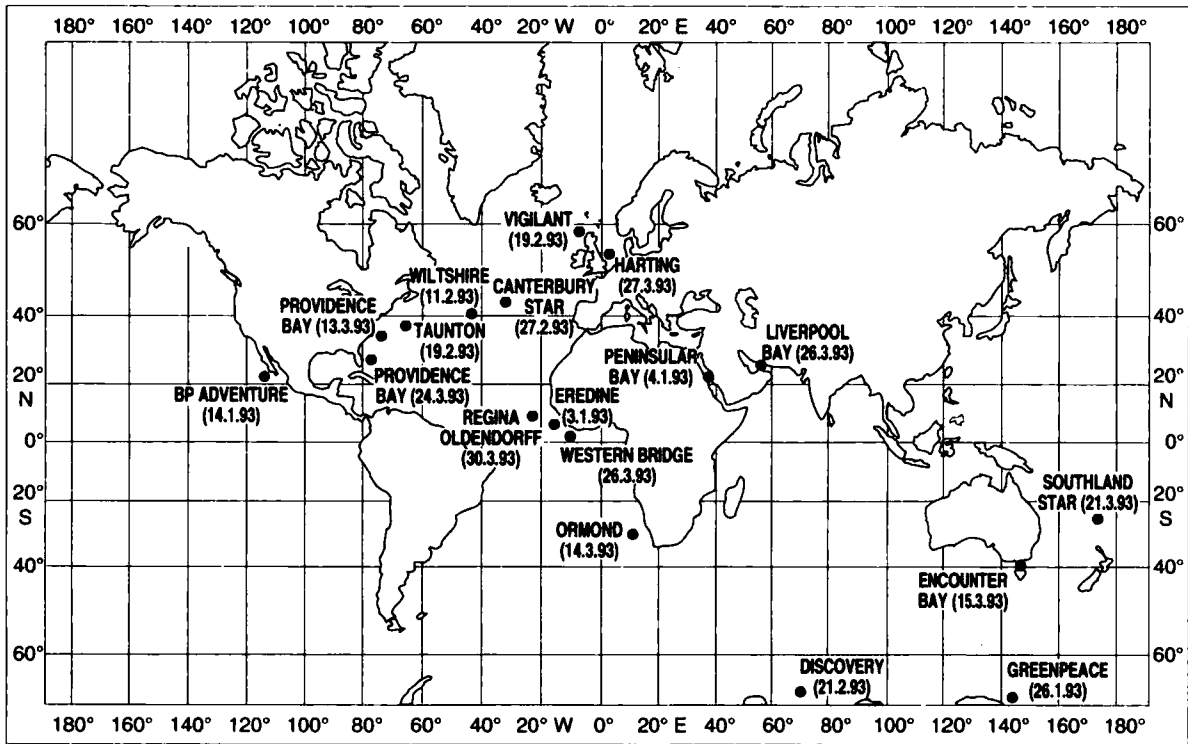 180° 160° 140° 120° 100° 80° 60° 40° 20° W 0° E 20° 40° 60° 80° 100° 120° 140° 160° 180°
60° 60°
VIGILANT
(19.2.93)
HARTING
(27.3.93)
WILTSHIRE
(11.2.93)
CANTERBURY
STAR
(27.2.93)
PROVIDENCE
BAY (13.3.93)
40° 40°
TAUNTON
(19.2.93)
LIVERPOOL
BAY (26.3.93)
PENINSULAR
BAY (4.1.93)
PROVIDENCE
BAY (24.3.93)
20° 20°
N N
BP ADVENTURE
(14.1.93)
EREDINE
(3.1.93)
REGINA
OLDENDORFF
(30.3.93)
0° 0°
WESTERN BRIDGE
(26.3.93)
SOUTHLAND
STAR (21.3.93)
20° 20°
S S
ORMOND
(14.3.93)
40° 40°
ENCOUNTER
BAY (15.3.93)
60° 60°
DISCOVERY
(21.2.93)
GREENPEACE
(26.1.93)
180° 160° 140° 120° 100° 80° 60° 40° 20° W 0° 20° E 40° 60° 80° 100° 120° 140° 160° 180°